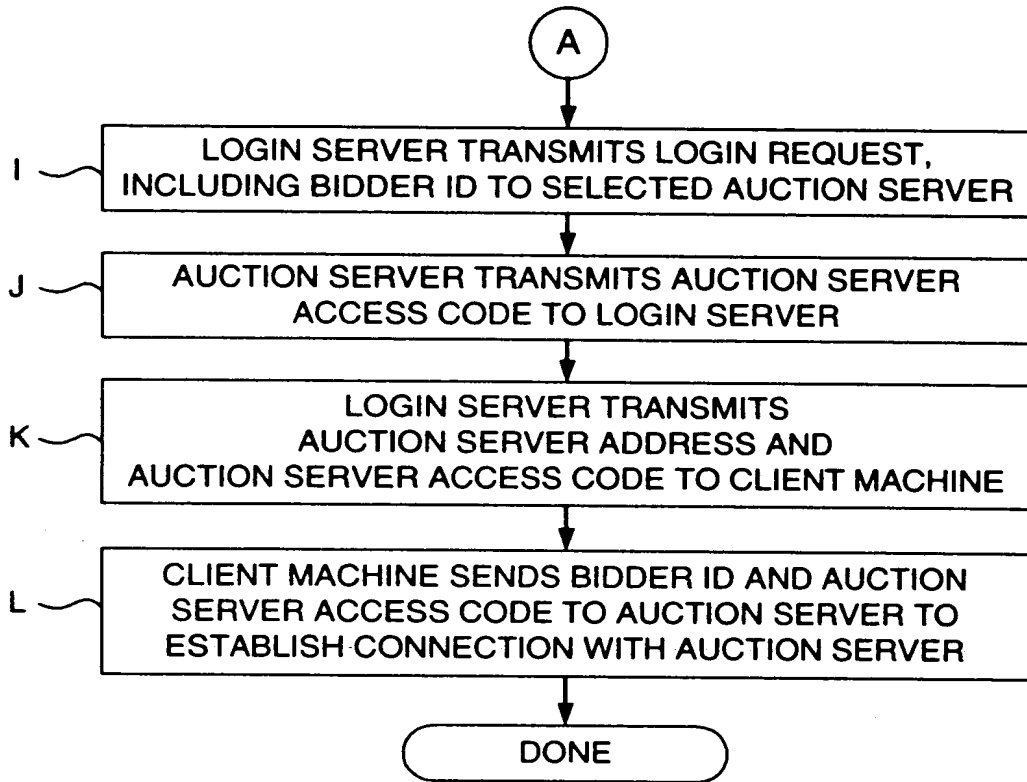 A
I
LOGIN SERVER TRANSMITS LOGIN REQUEST,
INCLUDING BIDDER ID TO SELECTED AUCTION SERVER
J
AUCTION SERVER TRANSMITS AUCTION SERVER
ACCESS CODE TO LOGIN SERVER
K
LOGIN SERVER TRANSMITS
AUCTION SERVER ADDRESS AND
AUCTION SERVER ACCESS CODE TO CLIENT MACHINE
L
CLIENT MACHINE SENDS BIDDER ID AND AUCTION
SERVER ACCESS CODE TO AUCTION SERVER TO
ESTABLISH CONNECTION WITH AUCTION SERVER
DONE